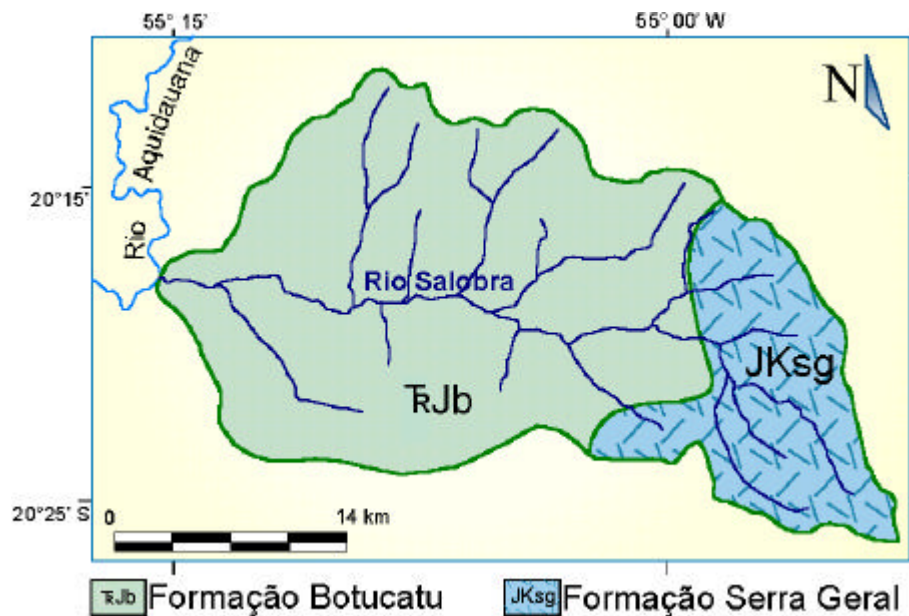 55° 15´
55° 00´ W
N
Rio Aquidauana
20°15´
Rio Salobra
JKsg
TRJb
20°25´ S
0
14 km
TRJb Formação Botucatu
JKsg Formação Serra Geral